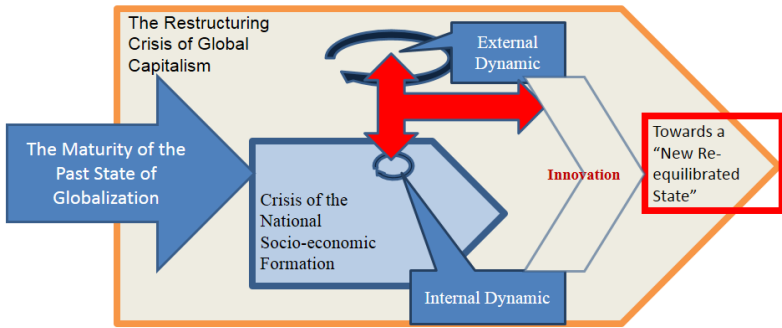 The Restructuring
Crisis of Global
Capitalism
External
Dynamic
The Maturity of the
Past State of
Globalization
Crisis of the
National
Socio-economic
Formation
Internal Dynamic
Innovation
Towards a
“New Re-
equilibrated
State”